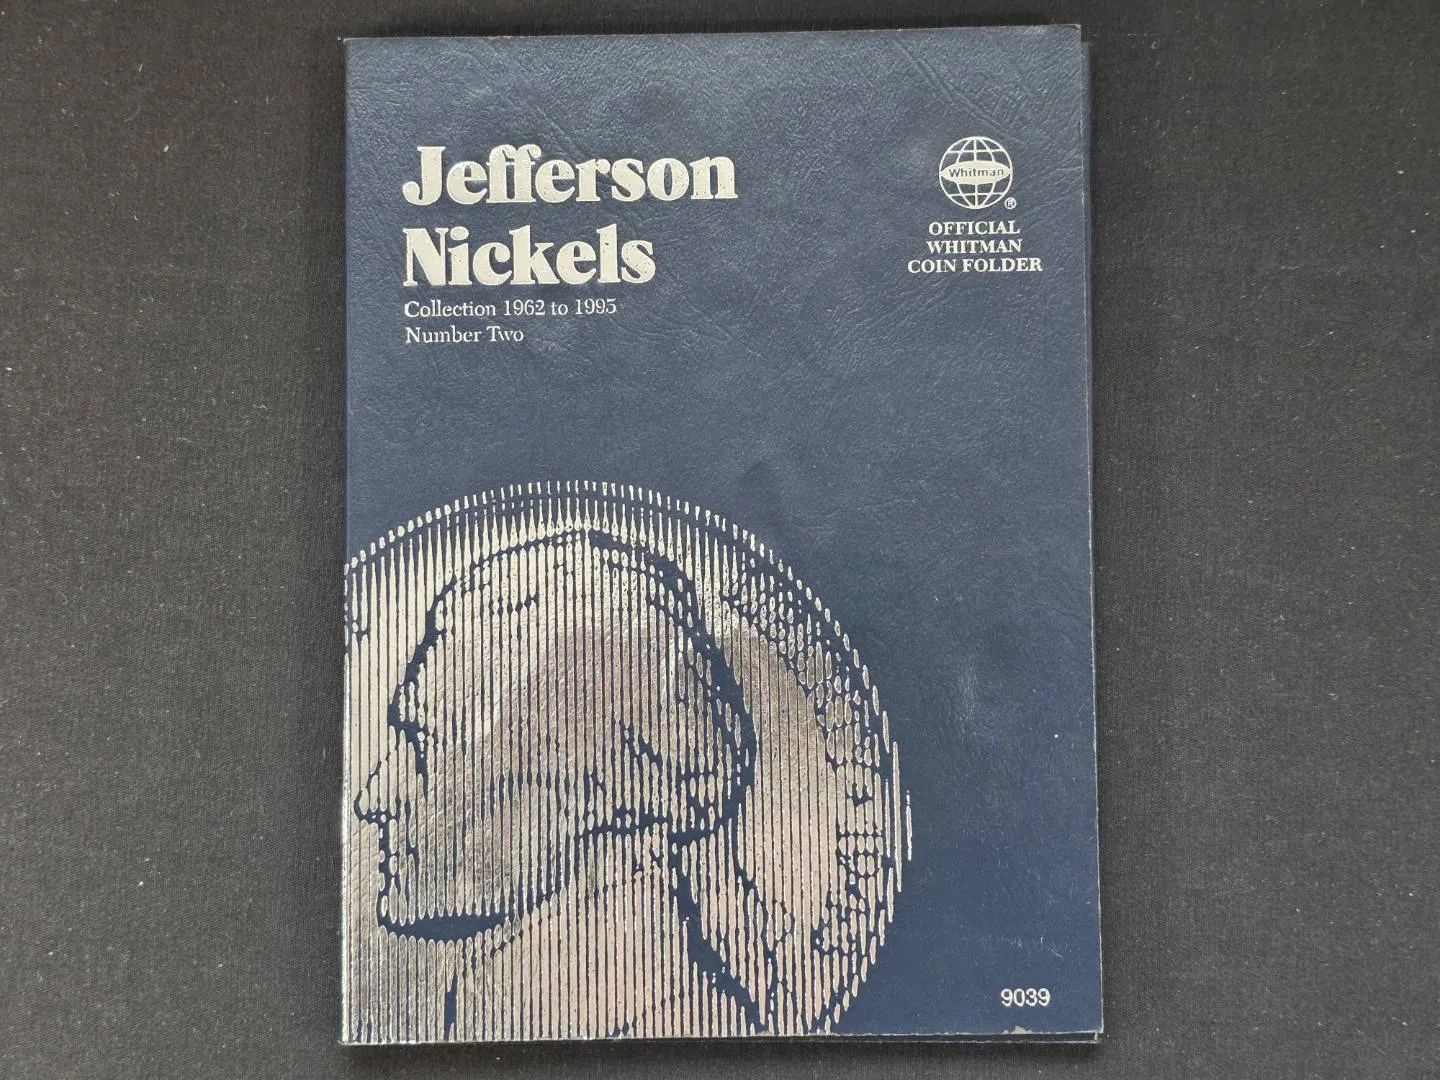 Jefferson
Nickels
Collection 1962 to 1995
Number Two
Whitman
®
OFFICIAL
WHITMAN
COIN FOLDER
9039